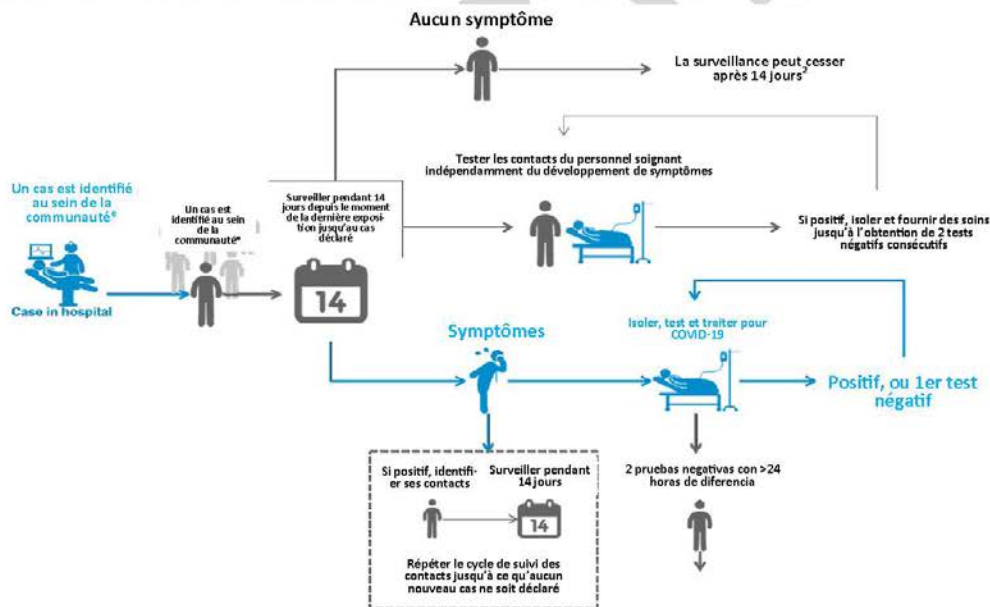 Aucun symptôme
La surveillance peut cesser
après 14 jours²
Tester les contacts du personnel soignant
indépendamment du développement de symptômes
Un cas est identifié
au sein de la
communautéᵉ
Un cas est
identifié au sein
de la
communauté*
Surveiller pendant 14
jours depuis le moment
de la dernière exposi-
tion jusqu'au cas
déclaré
Si positif, isoler et fournir des soins
jusqu'à l'obtention de 2 tests
négatifs consécutifs
14
Case in hospital
Symptômes
Isoler, test et traiter pour
COVID-19
Positif, ou 1er test
négatif
Si positif, identifi-
er ses contacts
Surveiller pendant
14 jours
14
Répéter le cycle de suivi des
contacts jusqu'à ce qu'aucun
nouveau cas ne soit déclaré
2 pruebas negativas con >24
horas de diferencia